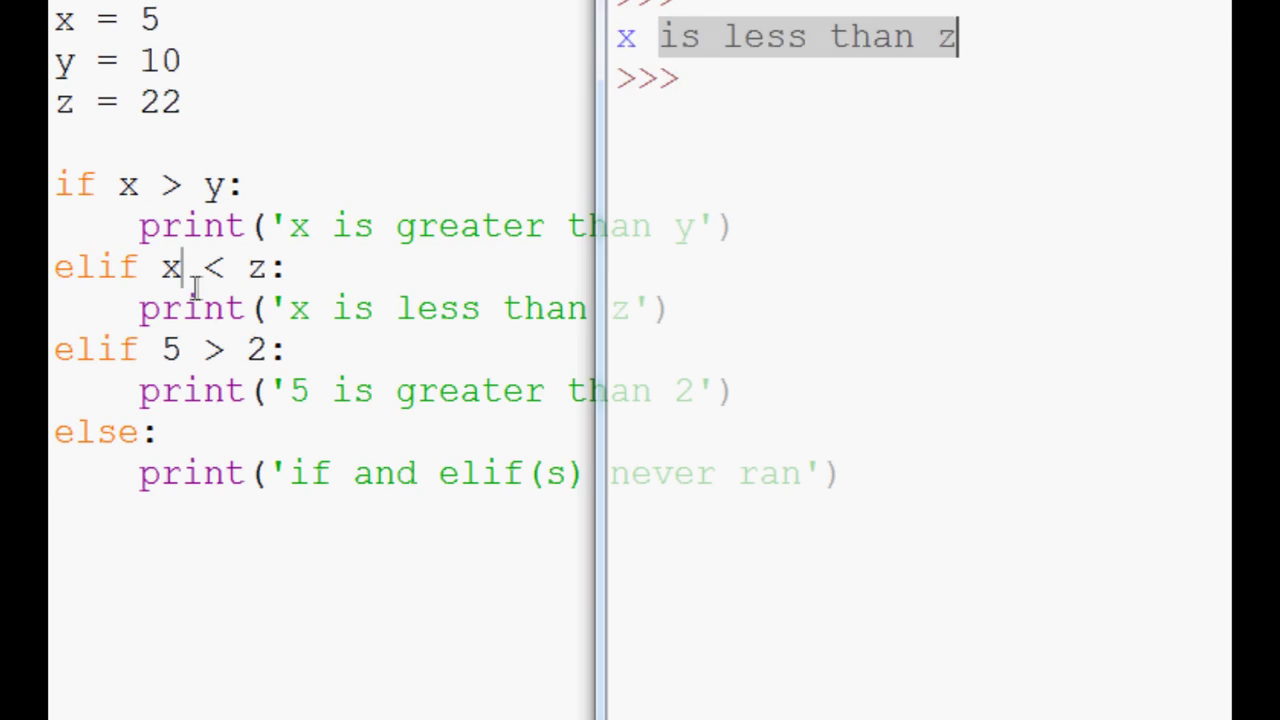 x = 5
y = 10
z = 22
if x > y:
    print('x is greater than y')
elif x < z:
    print('x is less than z')
elif 5 > 2:
    print('5 is greater than 2')
else:
    print('if and elif(s) never ran')
>>>
x is less than z
>>>